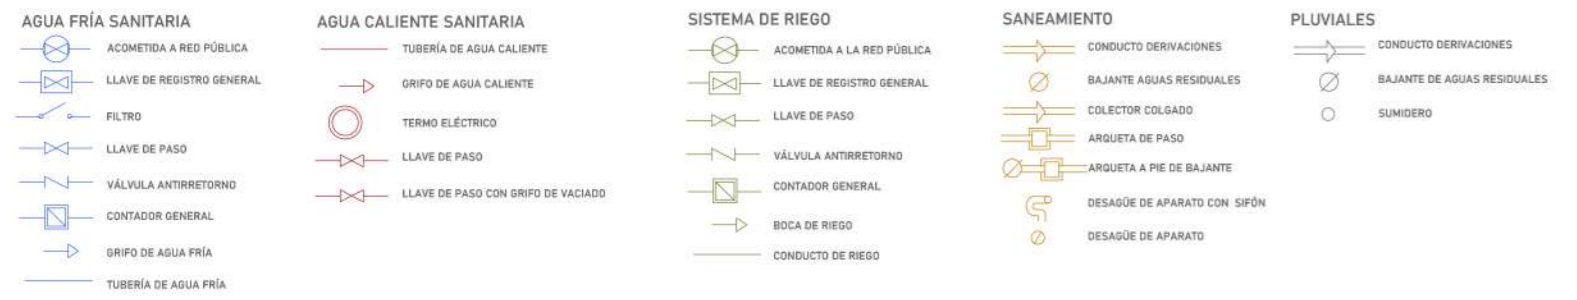 AGUA FRÍA SANITARIA
ACOMETIDA A RED PÚBLICA
LLAVE DE REGISTRO GENERAL
FILTRO
LLAVE DE PASO
VÁLVULA ANTIRRETORNO
CONTADOR GENERAL
GRIFO DE AGUA FRÍA
TUBERÍA DE AGUA FRÍA
AGUA CALIENTE SANITARIA
TUBERÍA DE AGUA CALIENTE
GRIFO DE AGUA CALIENTE
TERMO ELÉCTRICO
LLAVE DE PASO
LLAVE DE PASO CON GRIFO DE VACIADO
SISTEMA DE RIEGO
ACOMETIDA A LA RED PÚBLICA
LLAVE DE REGISTRO GENERAL
LLAVE DE PASO
VÁLVULA ANTIRRETORNO
CONTADOR GENERAL
BOCA DE RIEGO
CONDUCTO DE RIEGO
SANEAMIENTO
CONDUCTO DERIVACIONES
BAJANTE AGUAS RESIDUALES
COLECTOR COLGADO
ARQUETA DE PASO
ARQUETA A PIE DE BAJANTE
DESAGÜE DE APARATO CON SIFÓN
DESAGÜE DE APARATO
PLUVIALES
CONDUCTO DERIVACIONES
BAJANTE DE AGUAS RESIDUALES
SUMIDERO